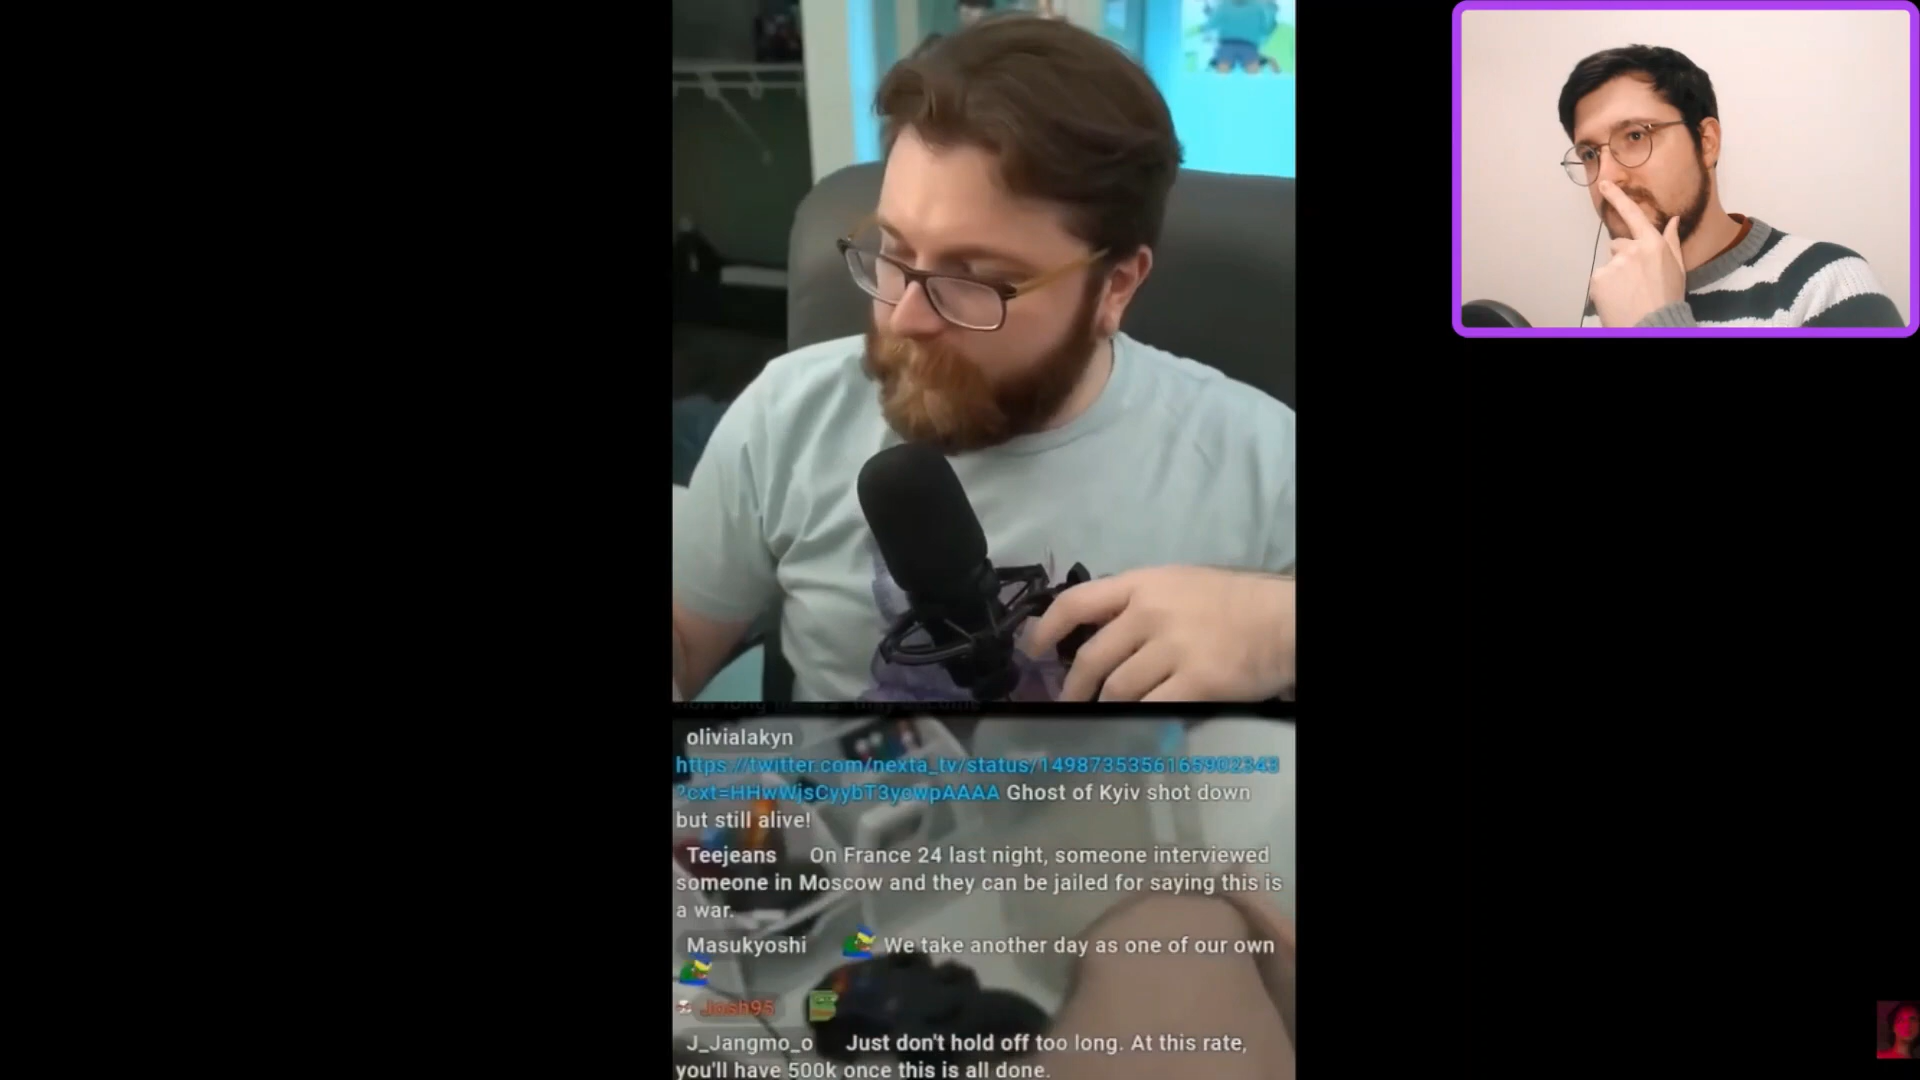 olivialakyn
https://twitter.com/nexta_tv/status/1498735356165902343
?cxt=HHwWjsCyybT3yowpAAAA Ghost of Kyiv shot down
but still alive!
Teejeans On France 24 last night, someone interviewed
someone in Moscow and they can be jailed for saying this is
a war.
Masukyoshi We take another day as one of our own
Josh95
J_Jangmo_o Just don't hold off too long. At this rate,
you'll have 500k once this is all done.